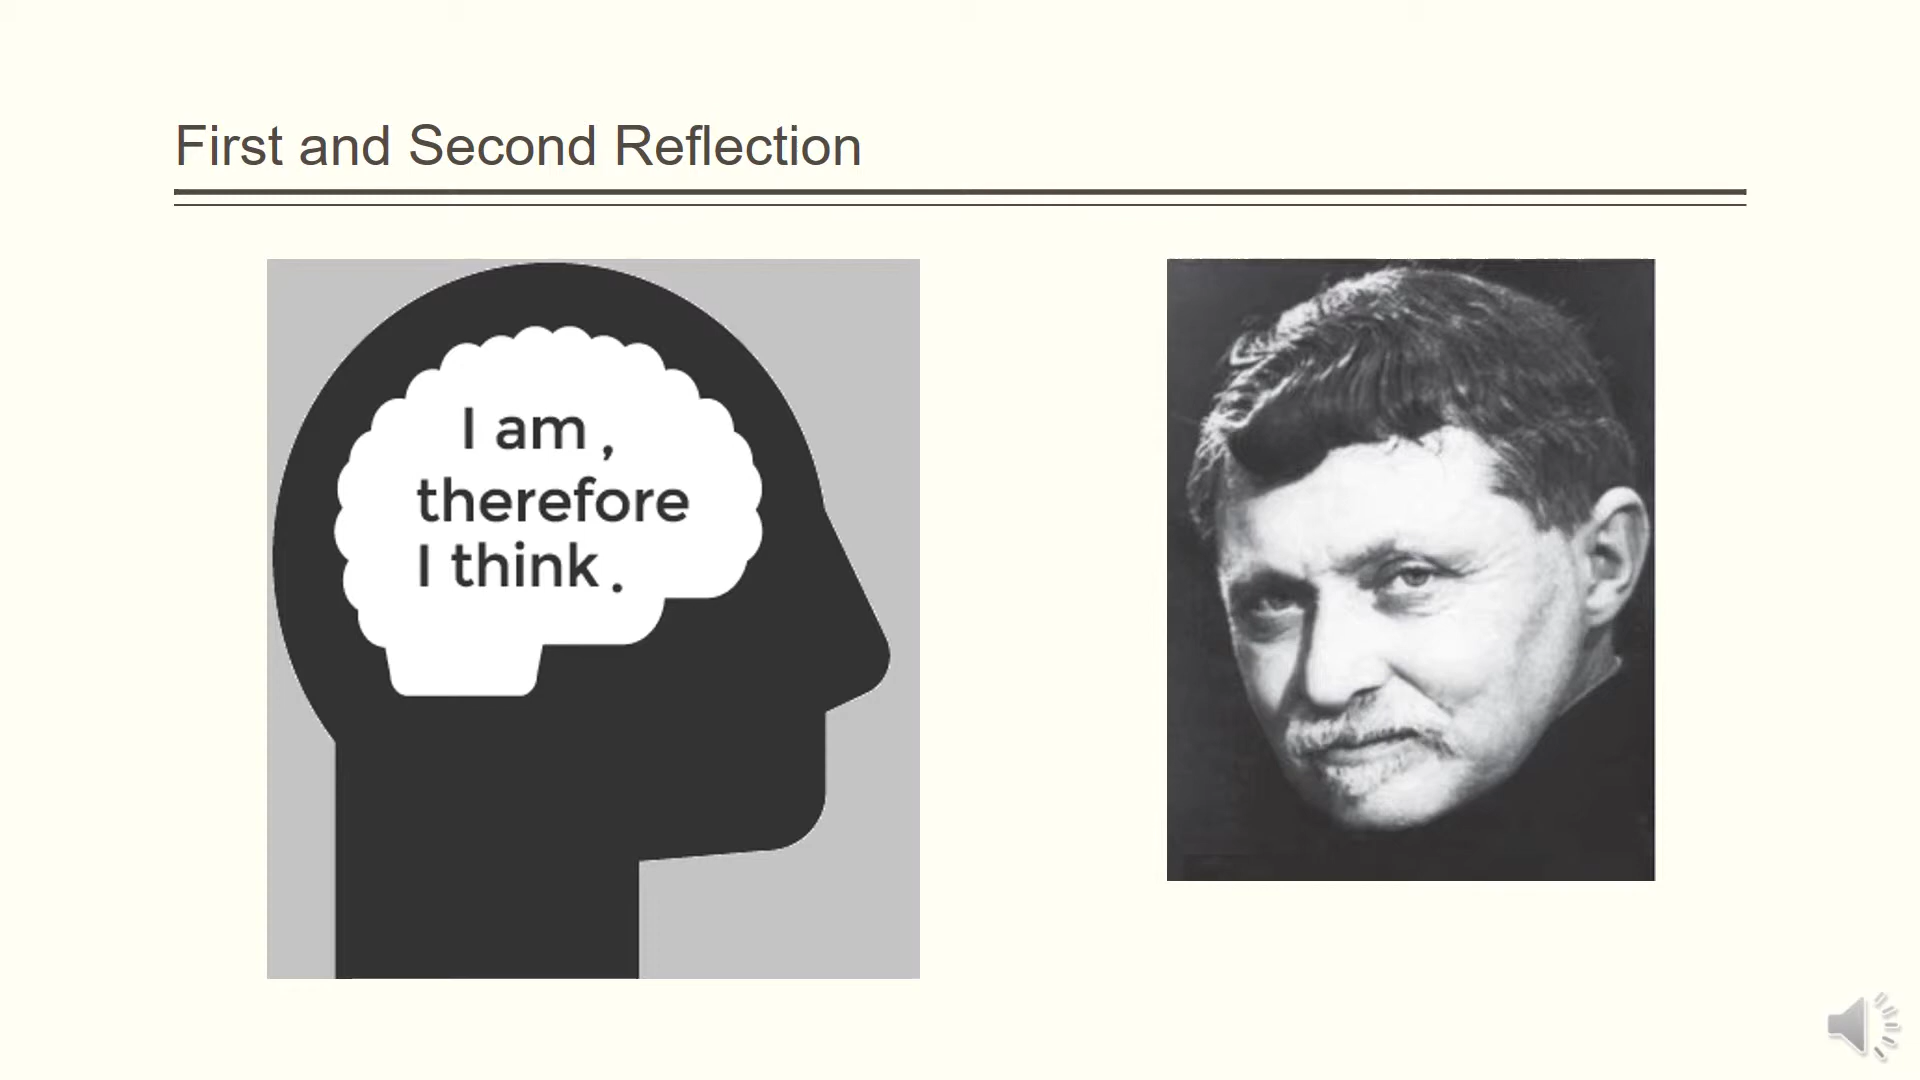 First and Second Reflection
I am,
therefore
I think.